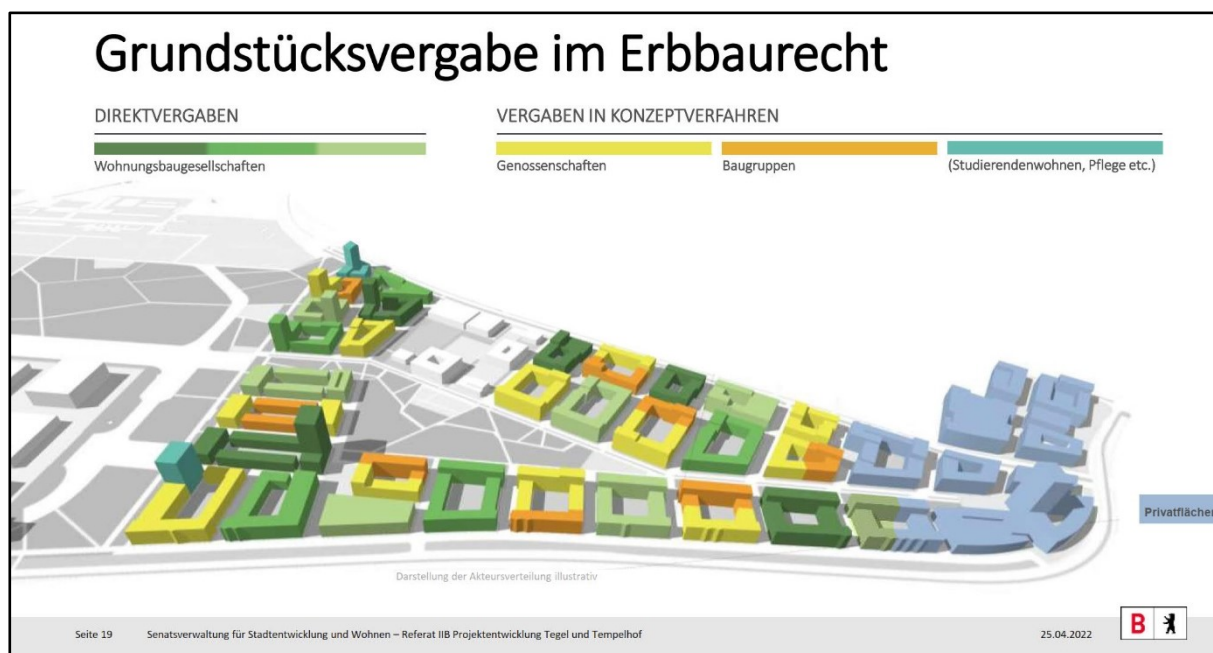 Grundstücksvergabe im Erbbaurecht
DIREKTVERGABEN
VERGABEN IN KONZEPTVERFAHREN
Wohnungsbaugesellschaften
Genossenschaften
Baugruppen
(Studierendenwohnen, Pflege etc.)
Privatflächen
Darstellung der Akteursverteilung illustrativ
Seite 19
Senatsverwaltung für Stadtentwicklung und Wohnen – Referat IIB Projektentwicklung Tegel und Tempelhof
25.04.2022
B